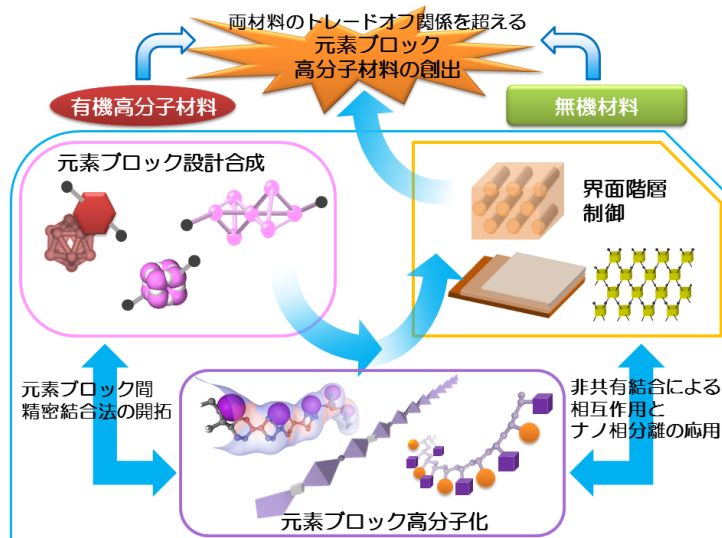 両材料のトレードオフ関係を超える
元素ブロック
高分子材料の創出
有機高分子材料
無機材料
元素ブロック設計合成
界面階層
制御
元素ブロック間
精密結合法の開拓
非共有結合による
相互作用と
ナノ相分離の応用
元素ブロック高分子化